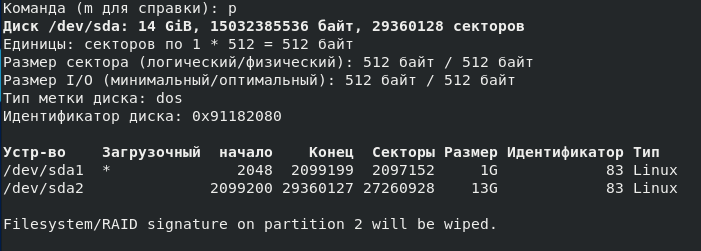 Команда (m для справки): p
Диск /dev/sda: 14 GiB, 15032385536 байт, 29360128 секторов
Единицы: секторов по 1 * 512 = 512 байт
Размер сектора (логический/физический): 512 байт / 512 байт
Размер I/O (минимальный/оптимальный): 512 байт / 512 байт
Тип метки диска: dos
Идентификатор диска: 0x91182080
Устр-во Загрузочный начало Конец Секторы Размер Идентификатор Тип
/dev/sda1 * 2048 2099199 2097152 1G 83 Linux
/dev/sda2 2099200 29360127 27260928 13G 83 Linux
Filesystem/RAID signature on partition 2 will be wiped.